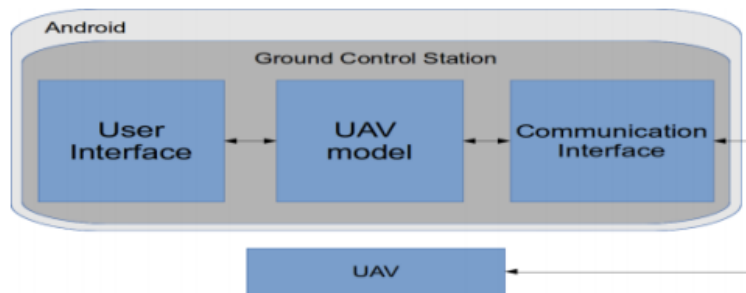 Android
Ground Control Station
User
Interface
UAV
model
Communication
Interface
UAV